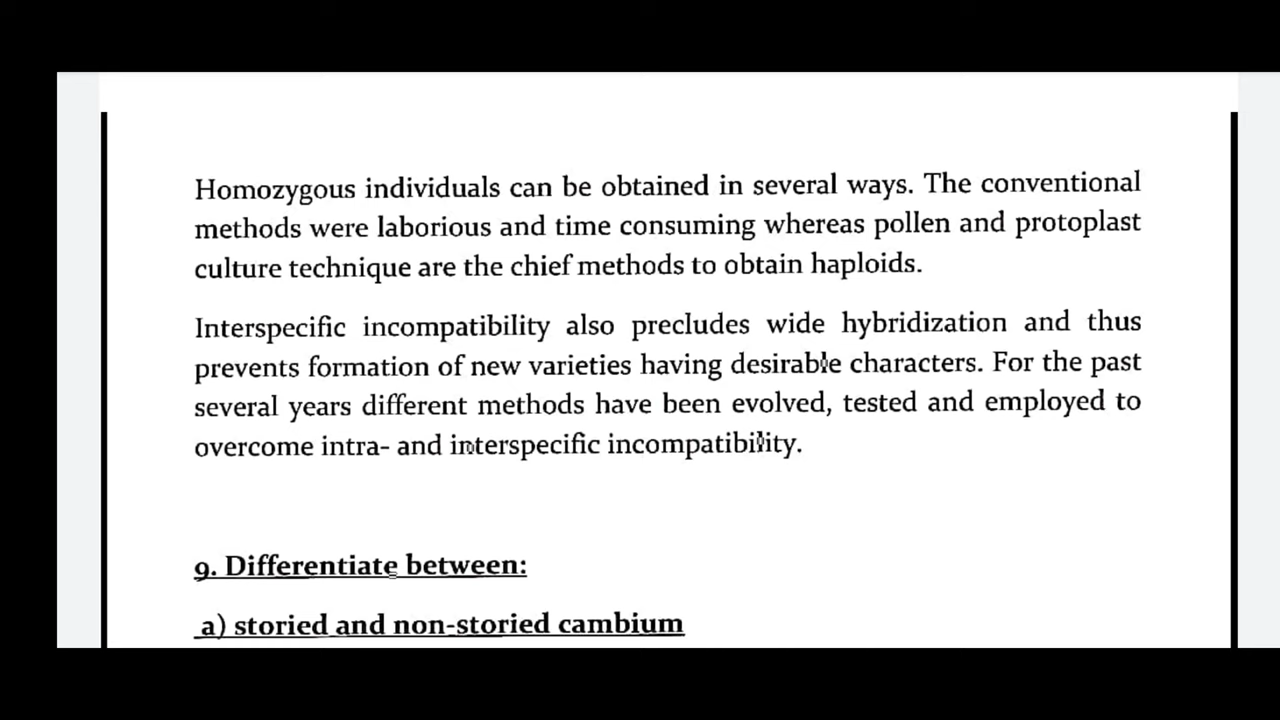 Homozygous individuals can be obtained in several ways. The conventional
methods were laborious and time consuming whereas pollen and protoplast
culture technique are the chief methods to obtain haploids.
Interspecific incompatibility also precludes wide hybridization and thus
prevents formation of new varieties having desirable characters. For the past
several years different methods have been evolved, tested and employed to
overcome intra- and interspecific incompatibility.
9. Differentiate between:
a) storied and non-storied cambium